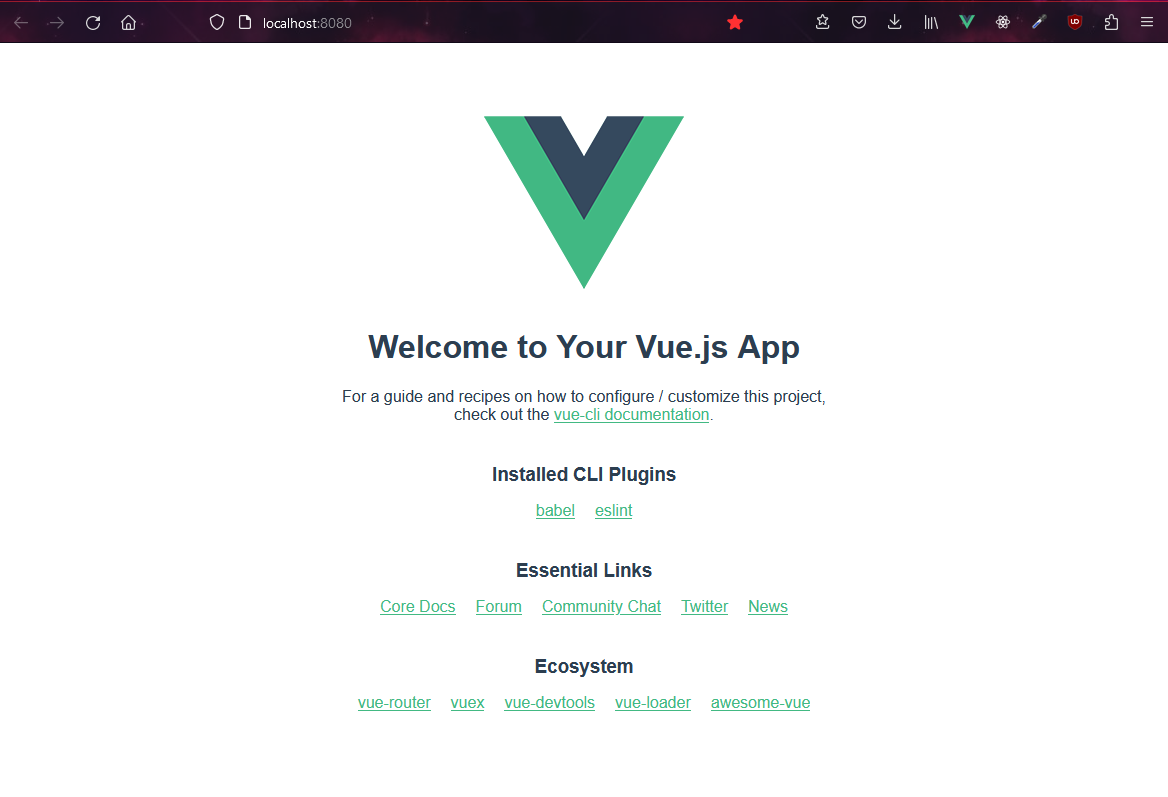 localhost:8080
Welcome to Your Vue.js App
For a guide and recipes on how to configure / customize this project,
check out the vue-cli documentation.
Installed CLI Plugins
babel eslint
Essential Links
Core Docs Forum Community Chat Twitter News
Ecosystem
vue-router vuex vue-devtools vue-loader awesome-vue